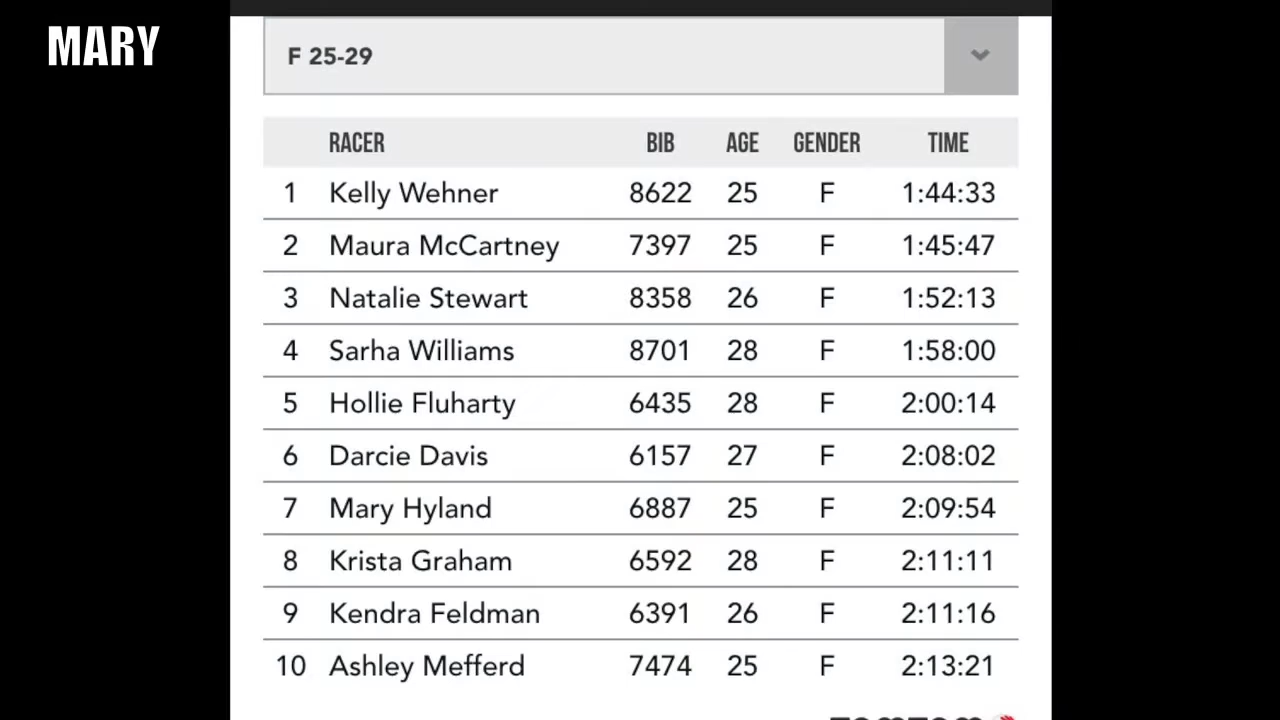 MARY
F 25-29
RACER BIB AGE GENDER TIME
1 Kelly Wehner 8622 25 F 1:44:33
2 Maura McCartney 7397 25 F 1:45:47
3 Natalie Stewart 8358 26 F 1:52:13
4 Sarha Williams 8701 28 F 1:58:00
5 Hollie Fluharty 6435 28 F 2:00:14
6 Darcie Davis 6157 27 F 2:08:02
7 Mary Hyland 6887 25 F 2:09:54
8 Krista Graham 6592 28 F 2:11:11
9 Kendra Feldman 6391 26 F 2:11:16
10 Ashley Mefferd 7474 25 F 2:13:21